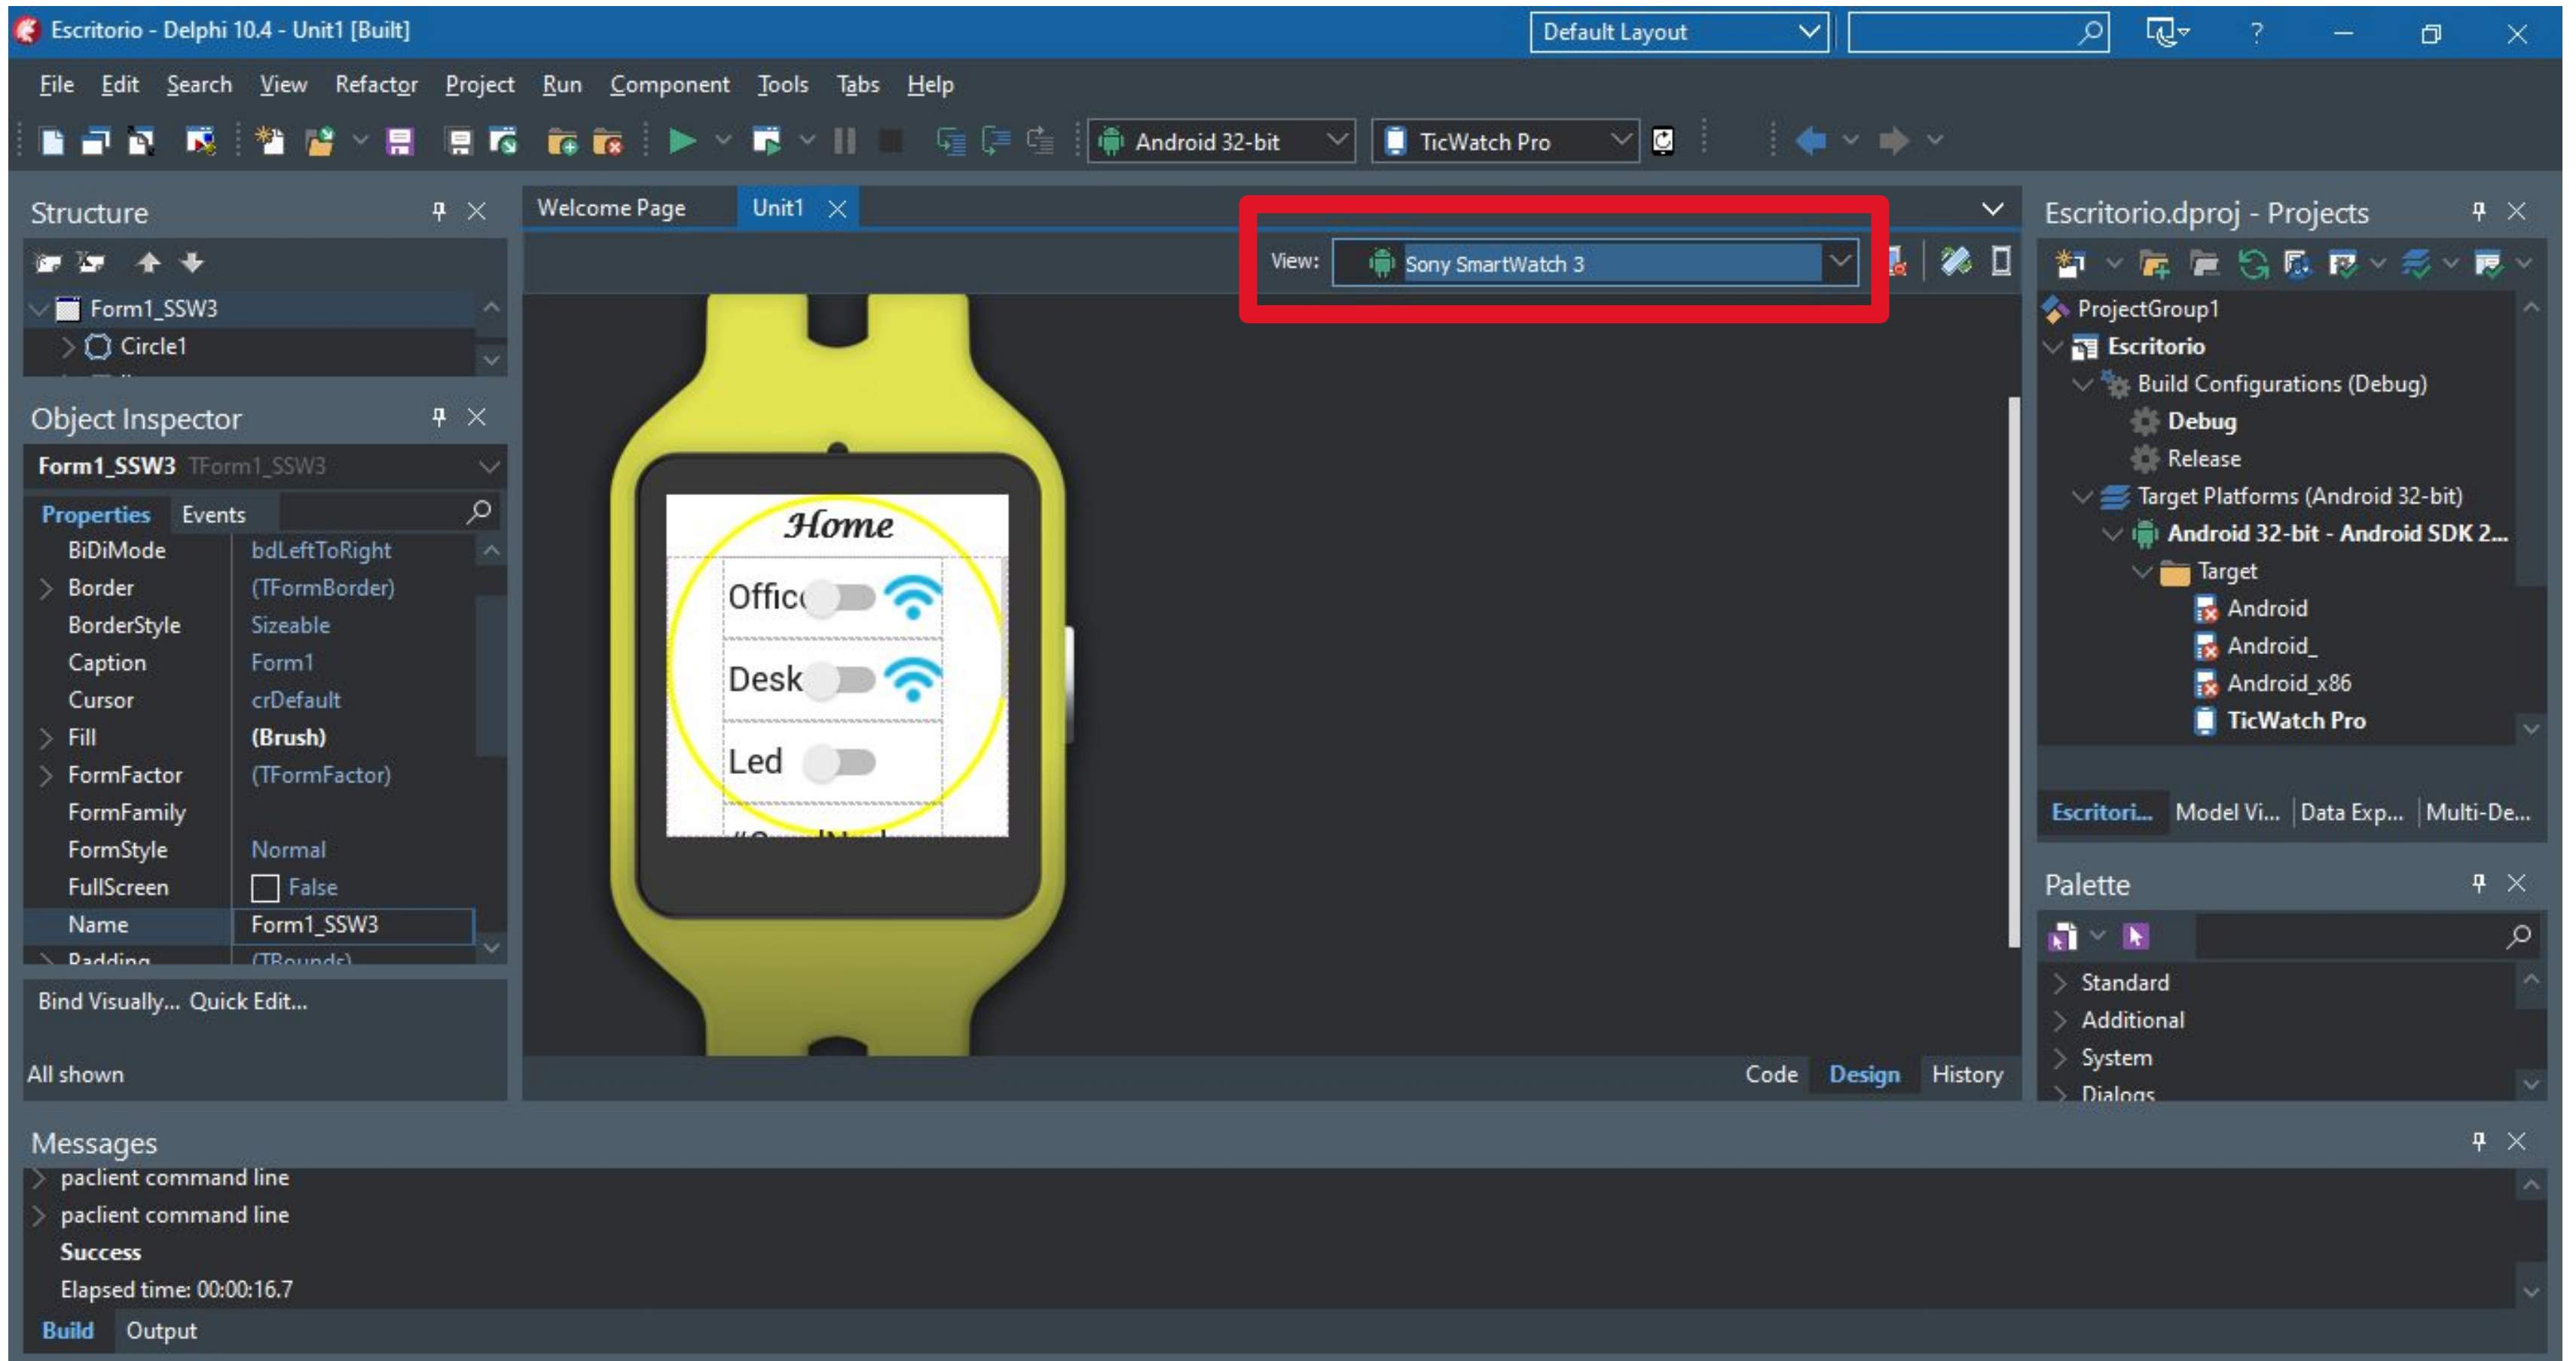 Escritorio - Delphi 10.4 - Unit1 [Built]
Default Layout
?
File Edit Search View Refactor Project Run Component Tools Tabs Help
Android 32-bit
TicWatch Pro
Structure
Form1_SSW3
Circle1
Object Inspector
Form1_SSW3 TForm1_SSW3
Properties Events
BiDiMode bdLeftToRight
Border (TFormBorder)
BorderStyle Sizeable
Caption Form1
Cursor crDefault
Fill (Brush)
FormFactor (TFormFactor)
FormFamily
FormStyle Normal
FullScreen False
Name Form1_SSW3
Padding (TBounds)
Bind Visually... Quick Edit...
All shown
Welcome Page Unit1
View: Sony SmartWatch 3
Home
Office
Desk
Led
Code Design History
Escritorio.dproj - Projects
ProjectGroup1
Escritorio
Build Configurations (Debug)
Debug
Release
Target Platforms (Android 32-bit)
Android 32-bit - Android SDK 2...
Target
Android
Android_
Android_x86
TicWatch Pro
Escritori... Model Vi... Data Exp... Multi-De...
Palette
Standard
Additional
System
Dialogs
Messages
paclient command line
paclient command line
Success
Elapsed time: 00:00:16.7
Build Output